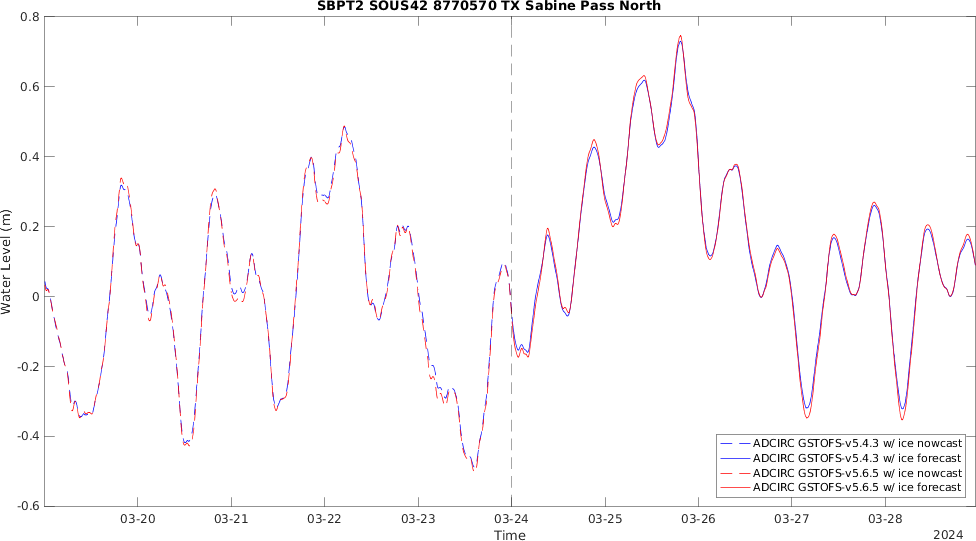 SBPT2 SOUS42 8770570 TX Sabine Pass North
Water Level (m)
0.8
0.6
0.4
0.2
0
-0.2
-0.4
-0.6
03-20 03-21 03-22 03-23 03-24 03-25 03-26 03-27 03-28
Time
2024
ADCIRC GSTOFS-v5.4.3 w/ ice nowcast
ADCIRC GSTOFS-v5.4.3 w/ ice forecast
ADCIRC GSTOFS-v5.6.5 w/ ice nowcast
ADCIRC GSTOFS-v5.6.5 w/ ice forecast